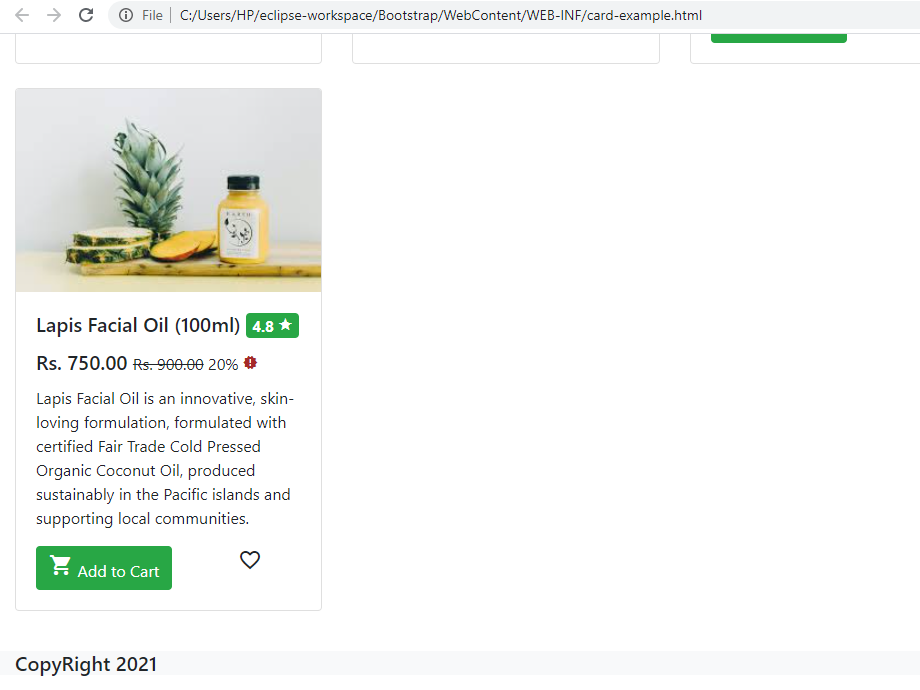 File C:/Users/HP/eclipse-workspace/Bootstrap/WebContent/WEB-INF/card-example.html
Lapis Facial Oil (100ml) 4.8
Rs. 750.00 Rs. 900.00 20%
Lapis Facial Oil is an innovative, skin-
loving formulation, formulated with
certified Fair Trade Cold Pressed
Organic Coconut Oil, produced
sustainably in the Pacific islands and
supporting local communities.
Add to Cart
CopyRight 2021